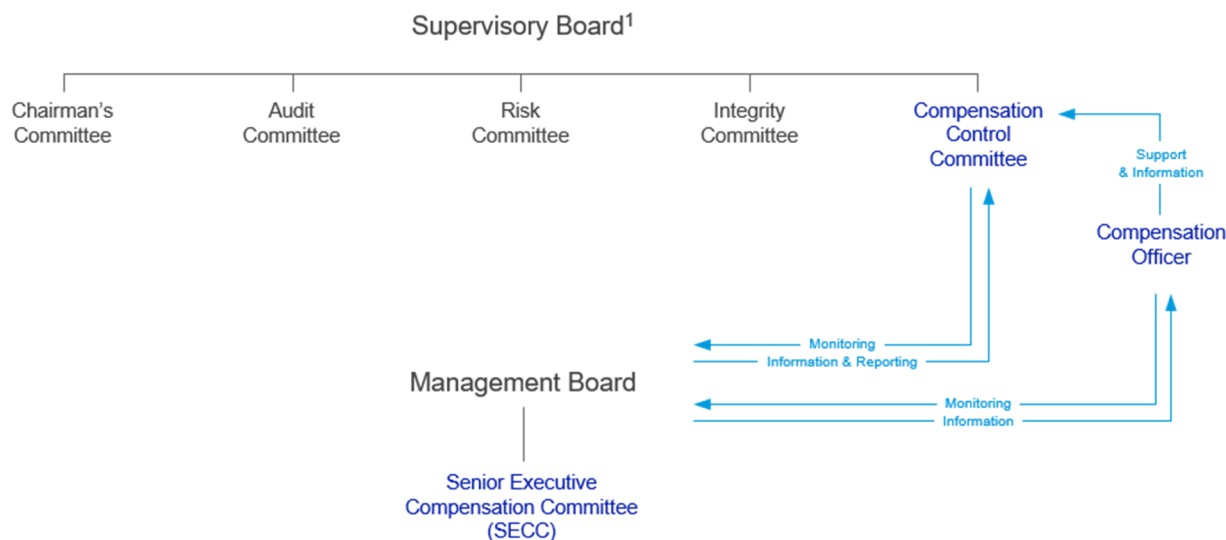 Supervisory Board¹
Chairman's
Committee
Audit
Committee
Risk
Committee
Integrity
Committee
Compensation
Control
Committee
Support
& Information
Compensation
Officer
Monitoring
Information & Reporting
Management Board
Monitoring
Information
Senior Executive
Compensation Committee
(SECC)